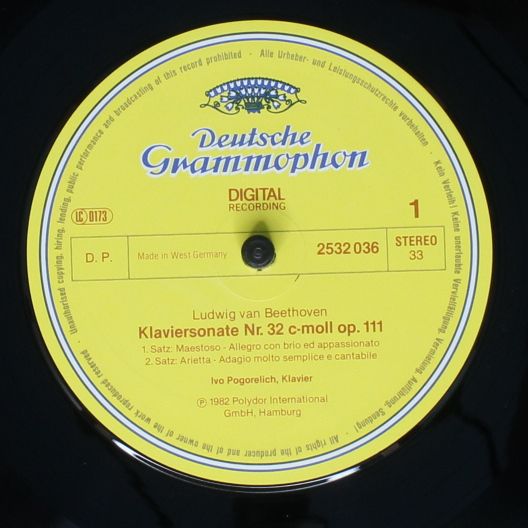 Alle Urheber- und Leistungsschutzrechte vorbehalten · Kein Verleih! Keine unerlaubte Vervielfältigung, Vermietung, Aufführung, Sendung! · All rights of the producer and of the owner of the work reproduced reserved · Unauthorised copying, hiring, lending, public performance and broadcasting of this record prohibited ·
Deutsche
Grammophon
DIGITAL
RECORDING
LC 0173
1
D. P.
Made in West Germany
2532 036
STEREO
33
Ludwig van Beethoven
Klaviersonate Nr. 32 c-moll op. 111
1. Satz: Maestoso - Allegro con brio ed appassionato
2. Satz: Arietta - Adagio molto semplice e cantabile
Ivo Pogorelich, Klavier
Ⓟ 1982 Polydor International
GmbH, Hamburg